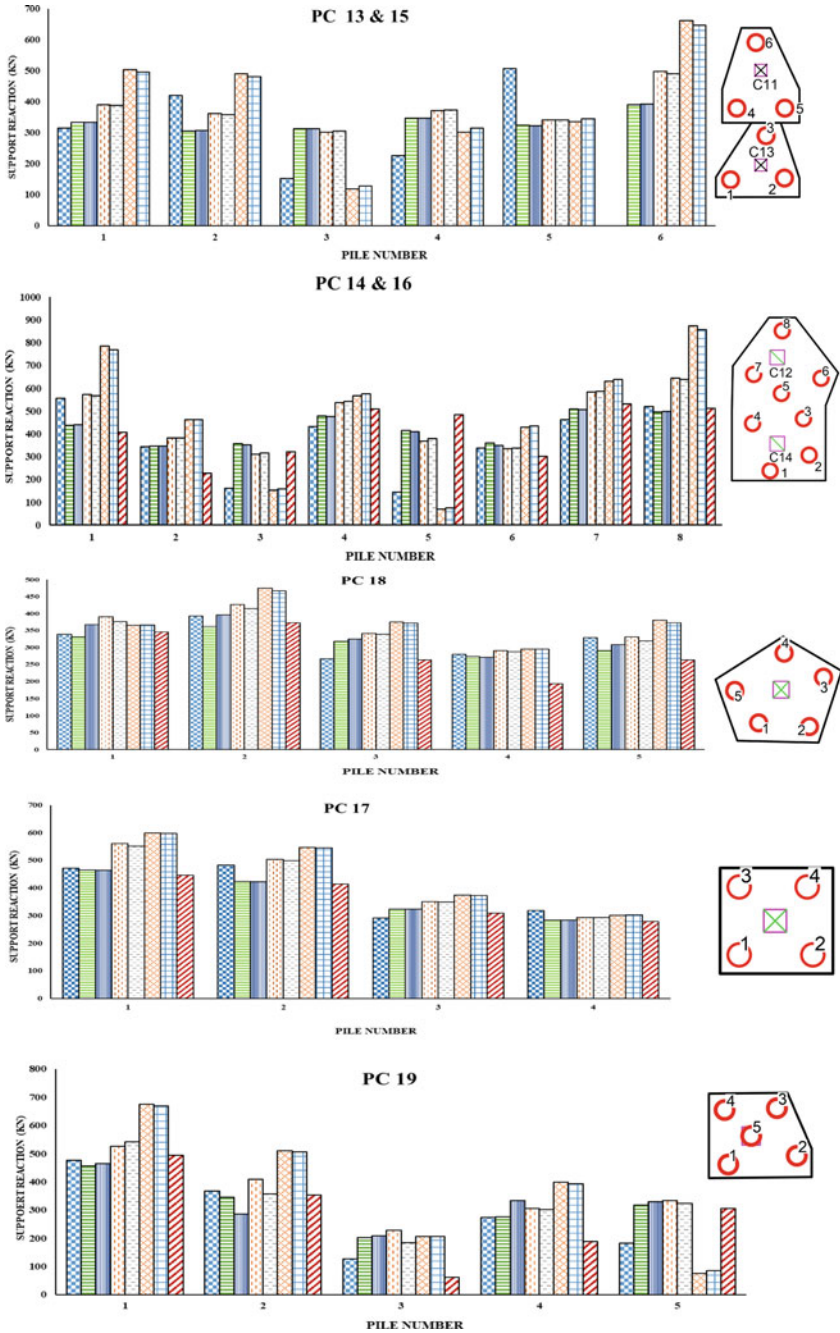 PC 13 & 15
SUPPORT REACTION (KN)
700
600
500
400
300
200
100
0
1 2 3 4 5 6
PILE NUMBER
6
C11
4 5
3
C13
1 2
PC 14 & 16
SUPPORT REACTION (KN)
1000
900
800
700
600
500
400
300
200
100
0
1 2 3 4 5 6 7 8
PILE NUMBER
8
C12
7 6
5
4 3
C14
2
1
PC 18
SUPPORT REACTION (KN)
500
450
400
350
300
250
200
150
100
50
0
1 2 3 4 5
PILE NUMBER
4
3
5
1 2
PC 17
SUPPORT REACTION (KN)
700
600
500
400
300
200
100
0
1 2 3 4
PILE NUMBER
3 4
1 2
PC 19
SUPPOERT REACTION (KN)
800
700
600
500
400
300
200
100
0
1 2 3 4 5
PILE NUMBER
4 3
5
1 2